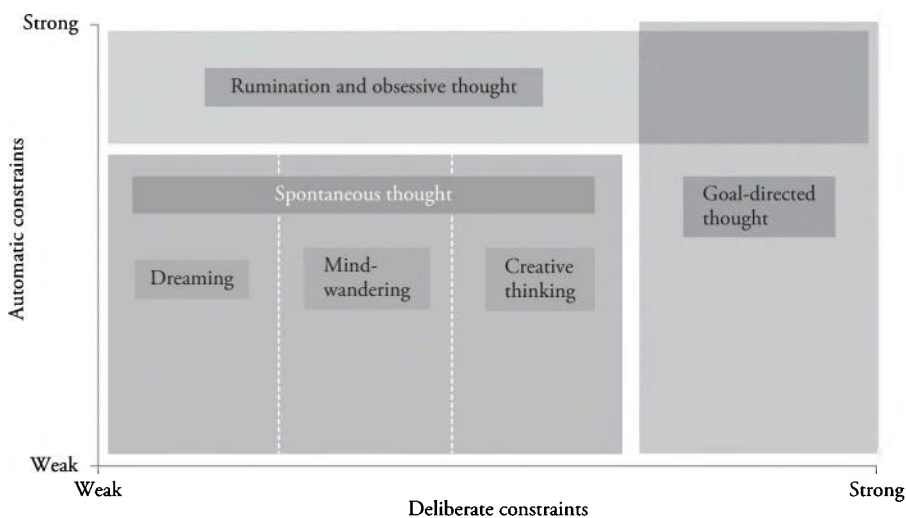 Strong
Rumination and obsessive thought
Spontaneous thought
Goal-directed
thought
Dreaming
Mind-
wandering
Creative
thinking
Automatic constraints
Weak
Weak
Strong
Deliberate constraints